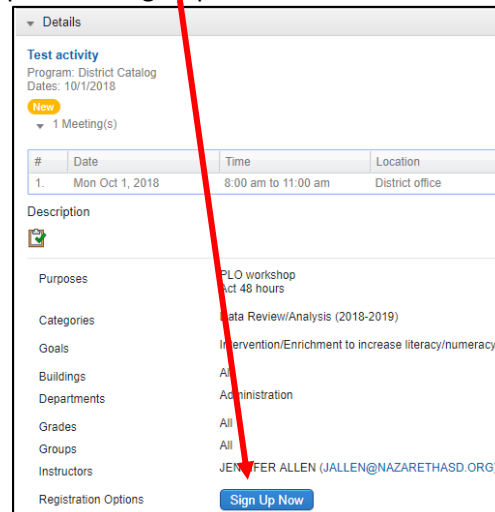 Details
Test activity
Program: District Catalog
Dates: 10/1/2018
New
1 Meeting(s)
# Date Time Location
1. Mon Oct 1, 2018 8:00 am to 11:00 am District office
Description
Purposes PLO workshop
Act 48 hours
Categories Data Review/Analysis (2018-2019)
Goals Intervention/Enrichment to increase literacy/numeracy
Buildings All
Departments Administration
Grades All
Groups All
Instructors JENNIFER ALLEN (JALLEN@NAZARETHASD.ORG)
Registration Options Sign Up Now